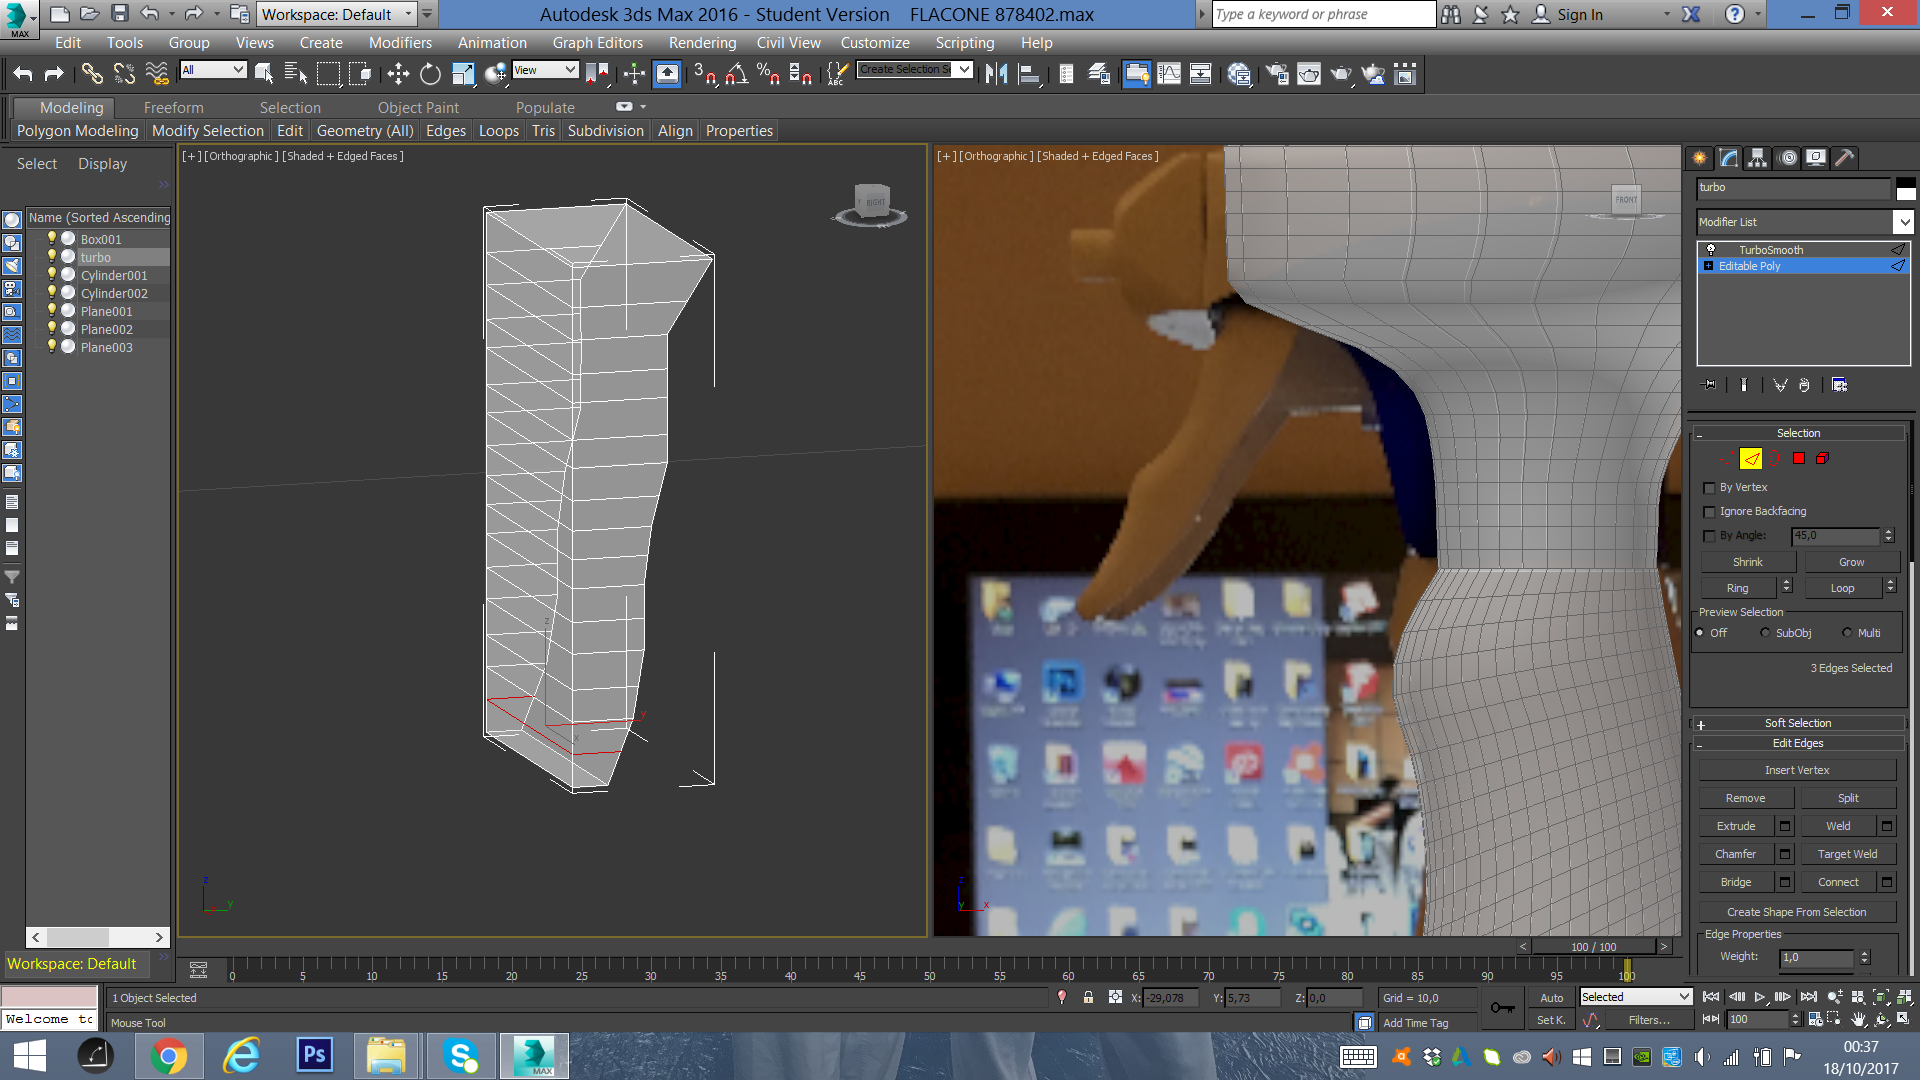 MAX
Workspace: Default
Autodesk 3ds Max 2016 - Student Version    FLACONE 878402.max
Type a keyword or phrase
Sign In
Edit Tools Group Views Create Modifiers Animation Graph Editors Rendering Civil View Customize Scripting Help
All
View
3
%
ABC
Create Selection Se
Modeling Freeform Selection Object Paint Populate
Polygon Modeling Modify Selection Edit Geometry (All) Edges Loops Tris Subdivision Align Properties
Select Display
Name (Sorted Ascending
Box001
turbo
Cylinder001
Cylinder002
Plane001
Plane002
Plane003
Workspace: Default
[+] [Orthographic ] [Shaded + Edged Faces ]
RIGHT
z
y
x
z
y
[+] [Orthographic ] [Shaded + Edged Faces ]
FRONT
z
y
x
turbo
Modifier List
TurboSmooth
Editable Poly
Selection
By Vertex
Ignore Backfacing
By Angle: 45,0
Shrink Grow
Ring Loop
Preview Selection
Off SubObj Multi
3 Edges Selected
Soft Selection
Edit Edges
Insert Vertex
Remove Split
Extrude Weld
Chamfer Target Weld
Bridge Connect
Create Shape From Selection
Edge Properties
Weight: 1,0
< 100 / 100 >
0 5 10 15 20 25 30 35 40 45 50 55 60 65 70 75 80 85 90 95 100
1 Object Selected
X: -29,078 Y: 5,73 Z: 0,0
Grid = 10,0
Auto
Selected
Welcome to
Mouse Tool
Add Time Tag
Set K.
Filters...
100
Ps
MAX
00:37
18/10/2017